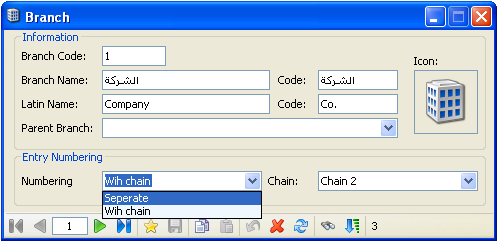 Branch
Information
Branch Code: 1
Icon:
Branch Name: الشركة Code: الشركة
Latin Name: Company Code: Co.
Parent Branch:
Entry Numbering
Numbering Wih chain Chain: Chain 2
Seperate
Wih chain
1 3